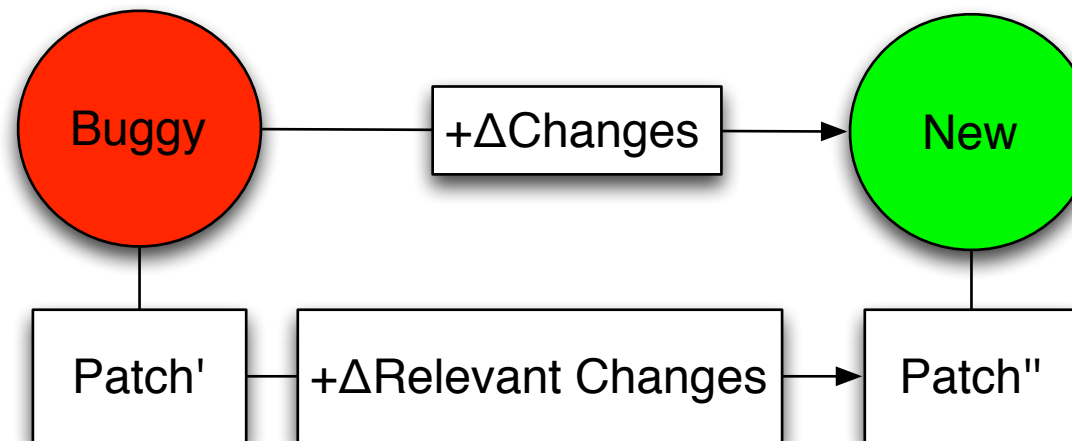 Buggy
+ΔChanges
New
Patch'
+ΔRelevant Changes
Patch"